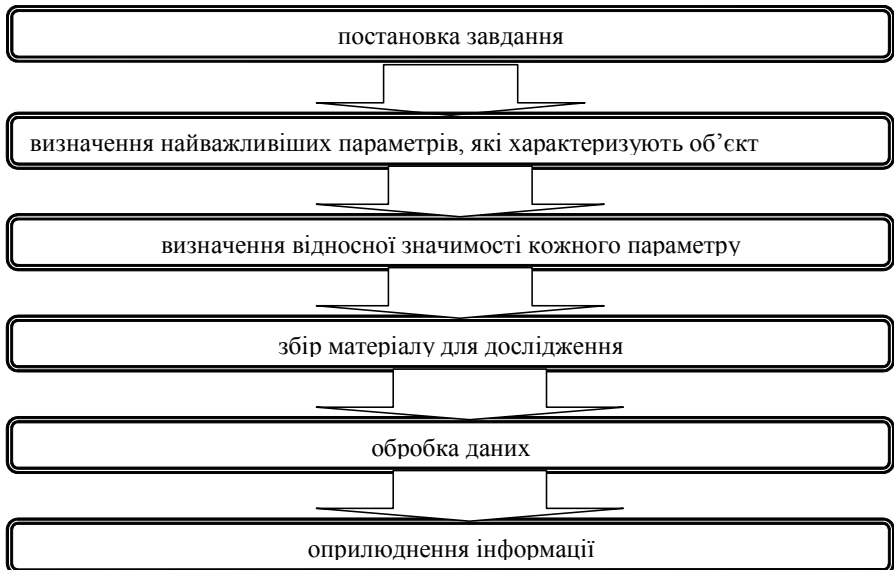 постановка завдання
визначення найважливіших параметрів, які характеризують об’єкт
визначення відносної значимості кожного параметру
збір матеріалу для дослідження
обробка даних
оприлюднення інформації